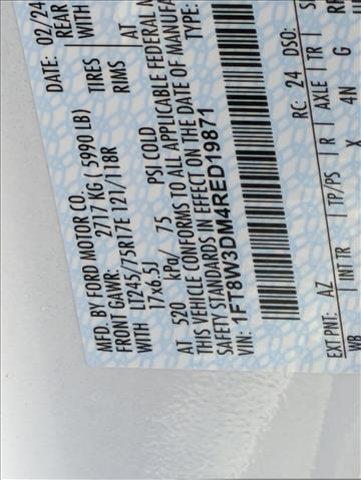 MFD. BY FORD MOTOR CO.
DATE: 02/24
FRONT GAWR: 2717 KG ( 5990 LB)
REAR
WITH LT245/75R17E 121/118R TIRES
WITH
17X6.5J RIMS
AT 520 kPa/ 75 PSI COLD
AT
THIS VEHICLE CONFORMS TO ALL APPLICABLE FEDERAL
SAFETY STANDARDS IN EFFECT ON THE DATE OF MANUFA
VIN: 1FT8W3DM4RED19871
TYPE:
RC: 24 DSO:
EXT PNT: AZ
INT TR TP/PS R AXLE TR
WB X 4N G